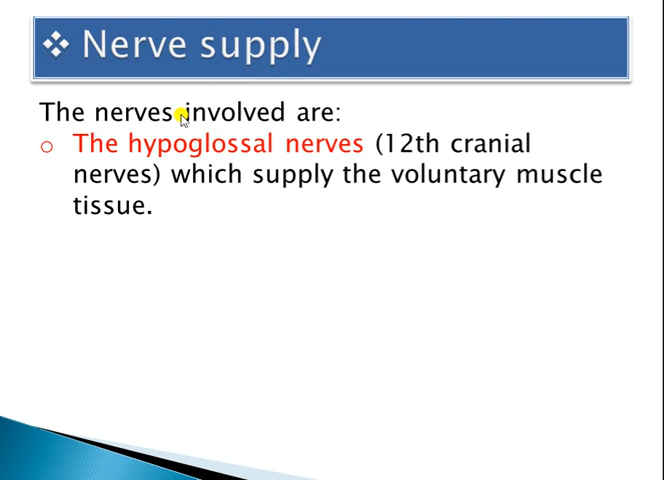 ❖ Nerve supply
The nerves involved are:
o The hypoglossal nerves (12th cranial
nerves) which supply the voluntary muscle
tissue.